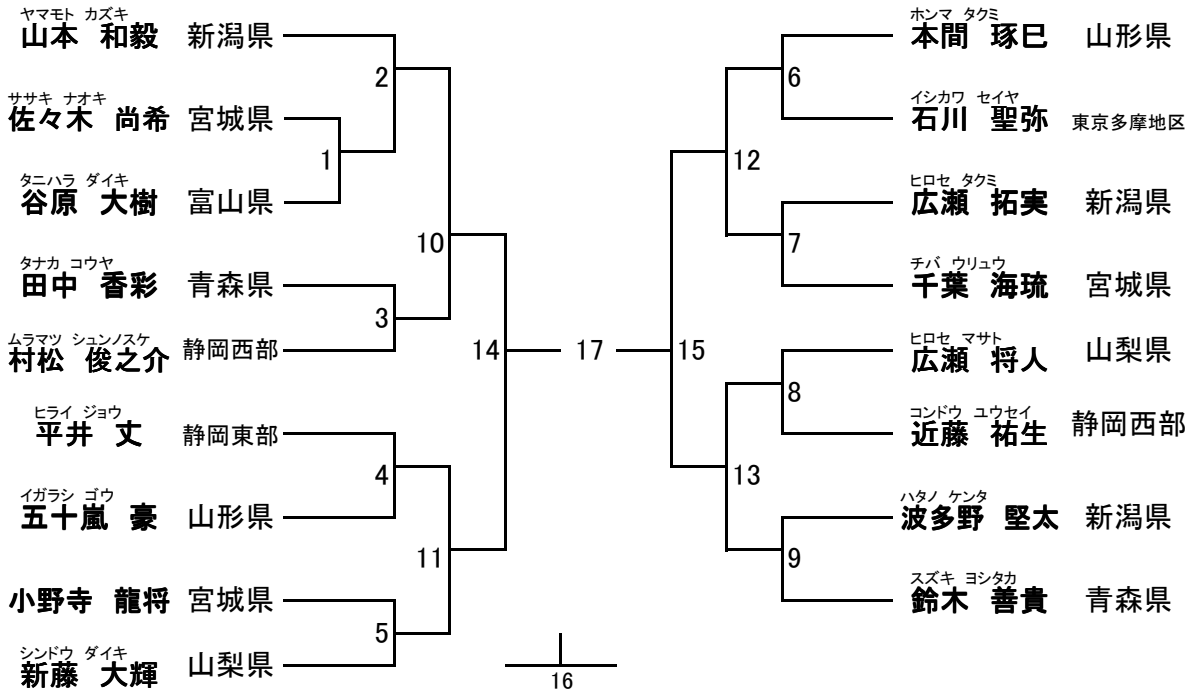 ヤマモト カズキ
山本 和毅 新潟県
2
ササキ ナオキ
佐々木 尚希 宮城県
1
タニハラ ダイキ
谷原 大樹 富山県
10
タナカ コウヤ
田中 香彩 青森県
3
ムラマツ シュンノスケ
村松 俊之介 静岡西部
14
ヒライ ジョウ
平井 丈 静岡東部
4
イガラシ ゴウ
五十嵐 豪 山形県
11
小野寺 龍将 宮城県
5
シンドウ ダイキ
新藤 大輝 山梨県
17
16
ホンマ タクミ
本間 琢巳 山形県
6
イシカワ セイヤ
石川 聖弥 東京多摩地区
12
ヒロセ タクミ
広瀬 拓実 新潟県
7
チバ ウリュウ
千葉 海琉 宮城県
15
ヒロセ マサト
広瀬 将人 山梨県
8
コンドウ ユウセイ
近藤 祐生 静岡西部
13
ハタノ ケンタ
波多野 堅太 新潟県
9
スズキ ヨシタカ
鈴木 善貴 青森県